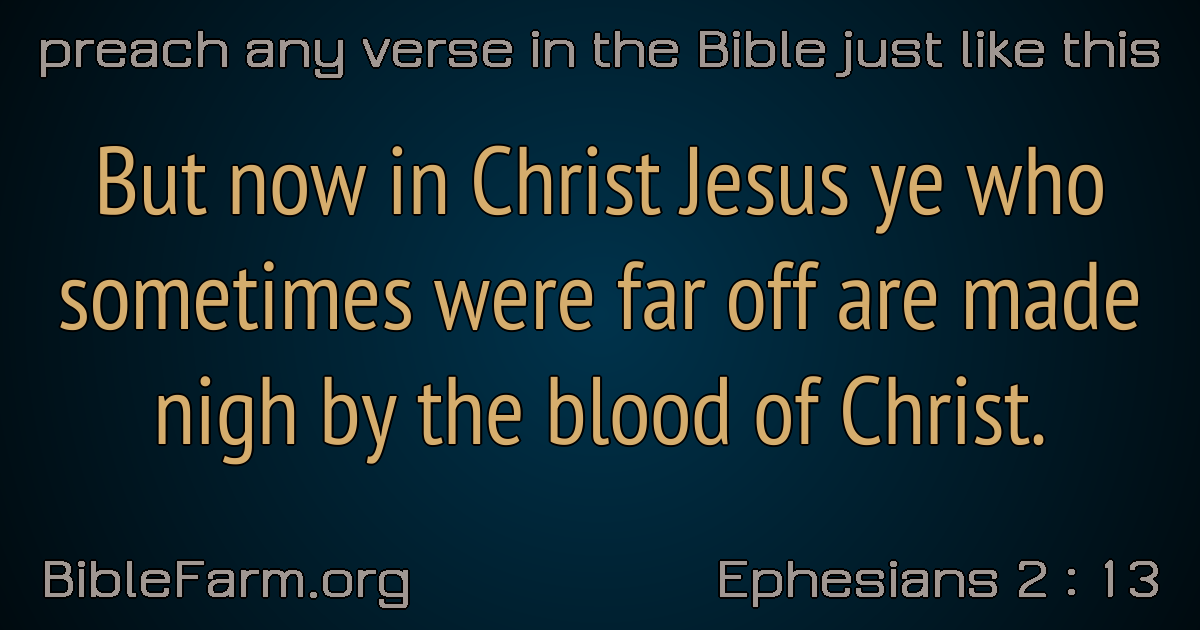 preach any verse in the Bible just like this
But now in Christ Jesus ye who
sometimes were far off are made
nigh by the blood of Christ.
BibleFarm.org
Ephesians 2 : 13